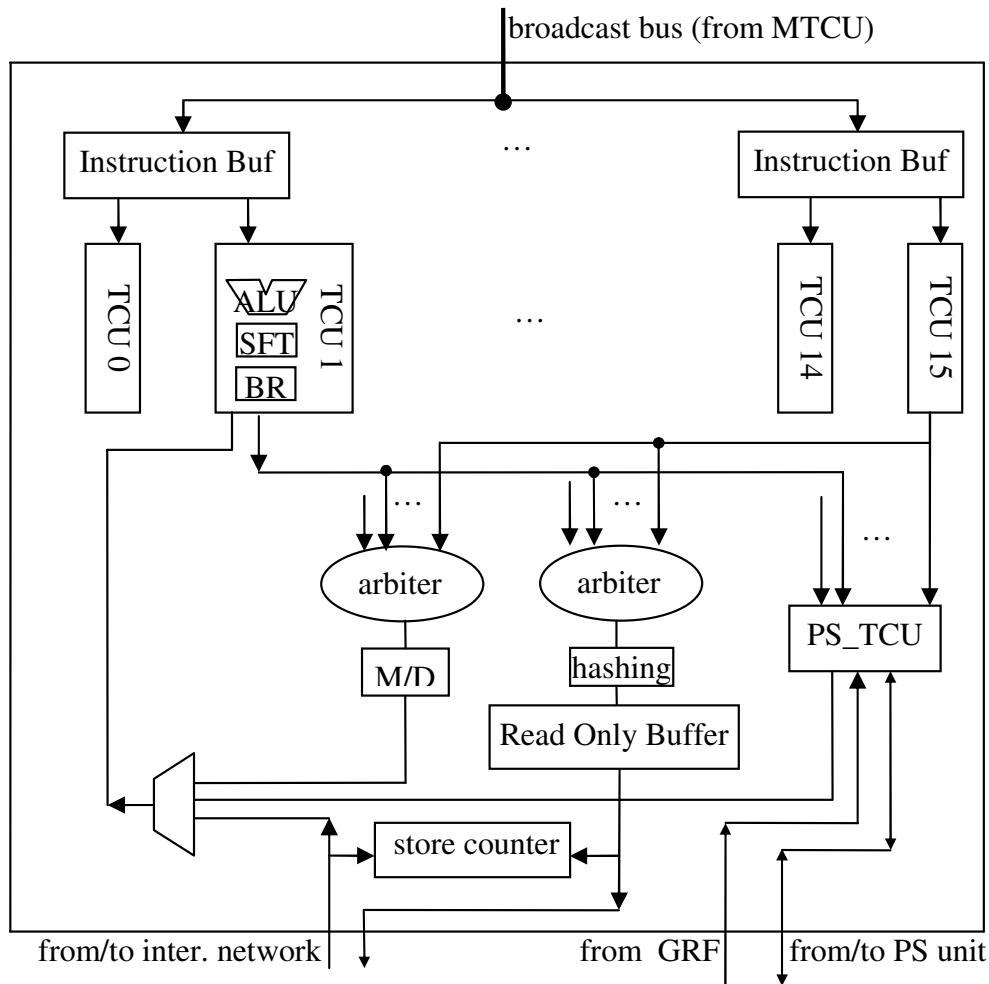 broadcast bus (from MTCU)
Instruction Buf
…
Instruction Buf
TCU 0
ALU
SFT
BR
TCU 1
…
TCU 14
TCU 15
…
…
…
arbiter
arbiter
PS_TCU
M/D
hashing
Read Only Buffer
store counter
from/to inter. network
from GRF
from/to PS unit